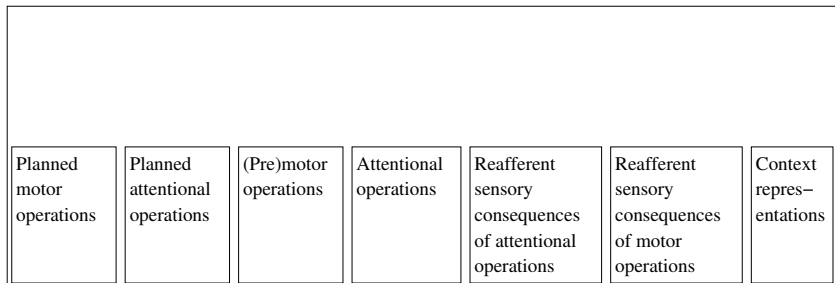 Planned
motor
operations
Planned
attentional
operations
(Pre)motor
operations
Attentional
operations
Reafferent
sensory
consequences
of attentional
operations
Reafferent
sensory
consequences
of motor
operations
Context
repres−
entations